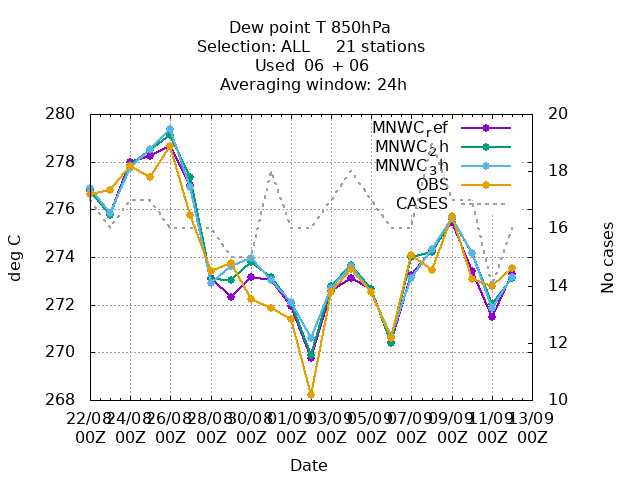 Dew point T 850hPa
Selection: ALL 21 stations
Used 06 + 06
Averaging window: 24h
280 20
MNWC_ref
MNWC_2h
278 18
MNWC_3h
OBS
CASES
276 16
deg C
No cases
274 14
272 12
270
268 10
22/08 24/08 26/08 28/08 30/08 01/09 03/09 05/09 07/09 09/09 11/09 13/09
00Z 00Z 00Z 00Z 00Z 00Z 00Z 00Z 00Z 00Z 00Z 00Z
Date